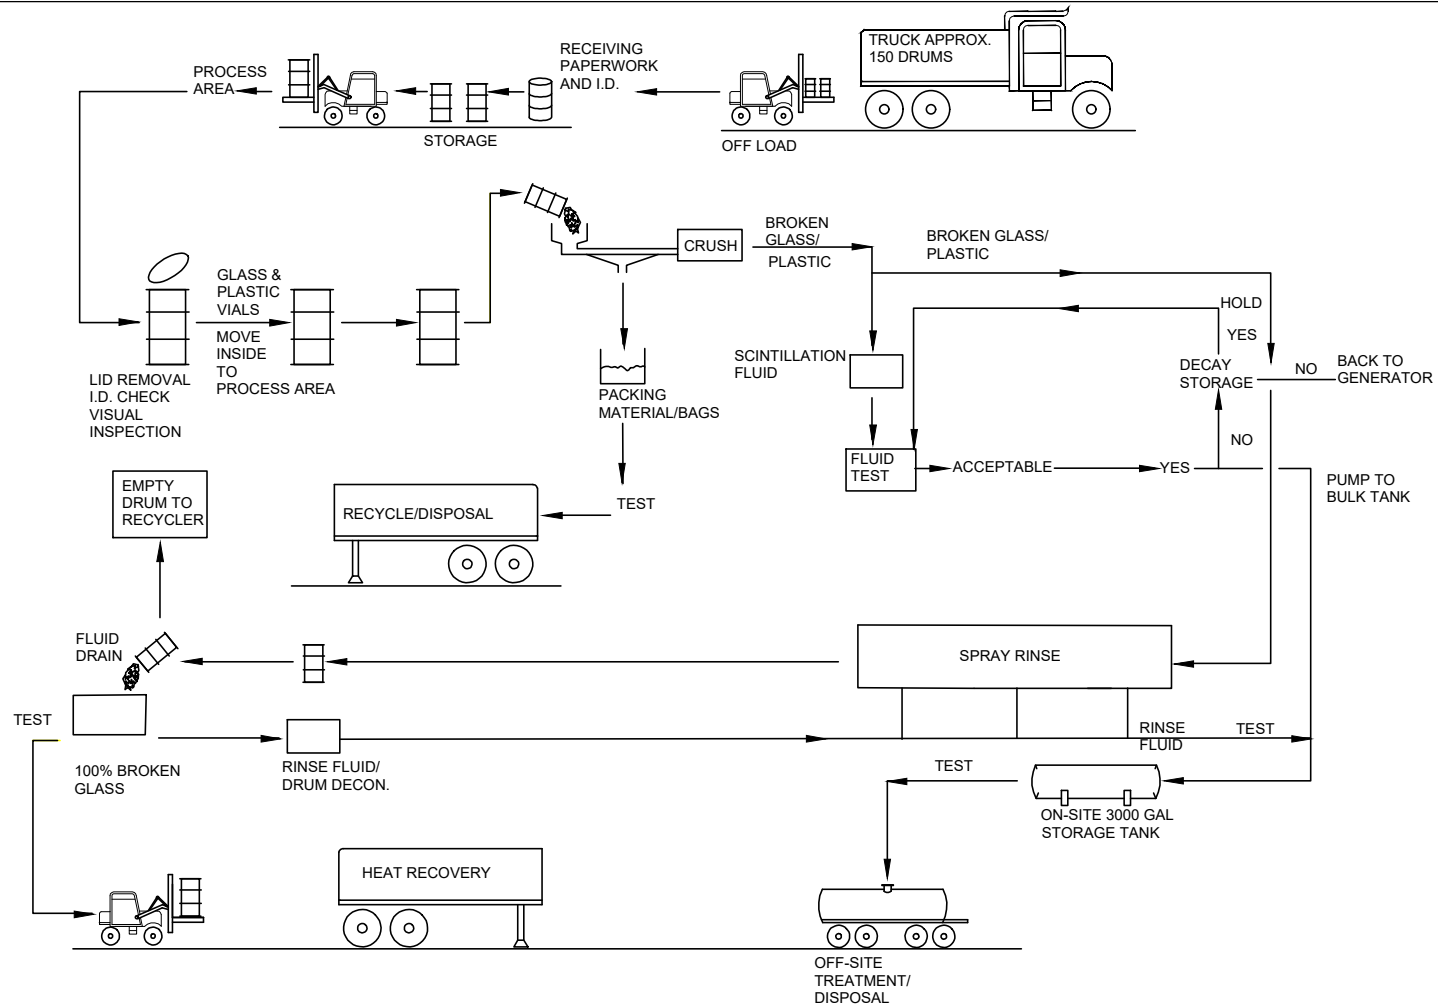 TRUCK APPROX.
150 DRUMS
RECEIVING
PAPERWORK
AND I.D.
PROCESS
AREA
STORAGE
OFF LOAD
BROKEN
GLASS/
PLASTIC
CRUSH
BROKEN GLASS/
PLASTIC
GLASS &
PLASTIC
VIALS
MOVE
INSIDE
TO
PROCESS AREA
HOLD
YES
SCINTILLATION
FLUID
DECAY
STORAGE
NO
BACK TO
GENERATOR
LID REMOVAL
I.D. CHECK
VISUAL
INSPECTION
PACKING
MATERIAL/BAGS
NO
FLUID
TEST
ACCEPTABLE
YES
PUMP TO
BULK TANK
EMPTY
DRUM TO
RECYCLER
RECYCLE/DISPOSAL
TEST
FLUID
DRAIN
SPRAY RINSE
TEST
RINSE
FLUID
TEST
100% BROKEN
GLASS
RINSE FLUID/
DRUM DECON.
TEST
ON-SITE 3000 GAL
STORAGE TANK
HEAT RECOVERY
OFF-SITE
TREATMENT/
DISPOSAL